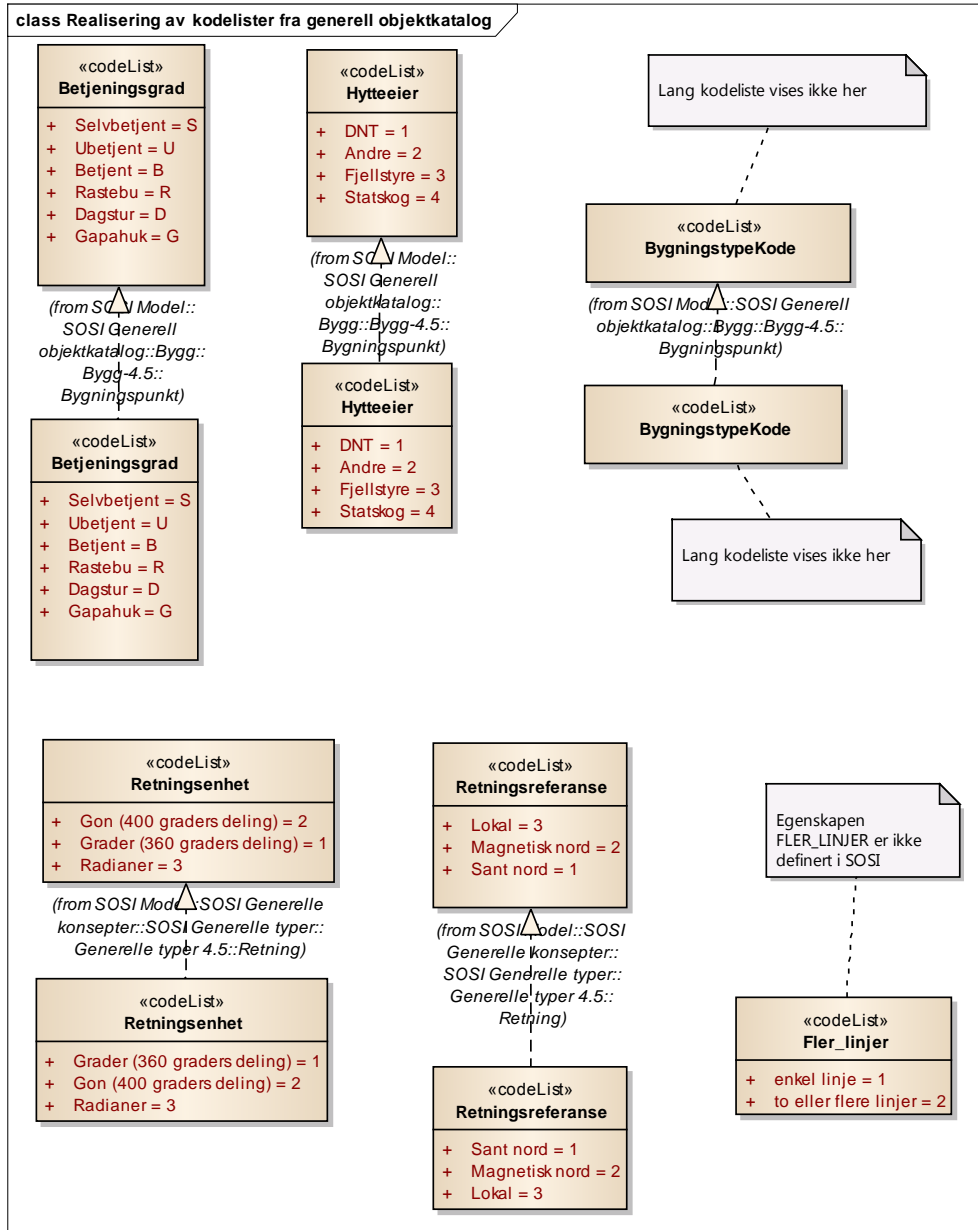 class Realisering av kodelister fra generell objektkatalog
«codeList»
Betjeningsgrad
+ Selvbetjent = S
+ Ubetjent = U
+ Betjent = B
+ Rastebu = R
+ Dagstur = D
+ Gapahuk = G
(from SOSI Model::
SOSI Generell
objektkatalog::Bygg::
Bygg-4.5::
Bygningspunkt)
«codeList»
Betjeningsgrad
+ Selvbetjent = S
+ Ubetjent = U
+ Betjent = B
+ Rastebu = R
+ Dagstur = D
+ Gapahuk = G
«codeList»
Hytteeier
+ DNT = 1
+ Andre = 2
+ Fjellstyre = 3
+ Statskog = 4
(from SOSI Model::
SOSI Generell
objektkatalog::
Bygg::Bygg-4.5::
Bygningspunkt)
«codeList»
Hytteeier
+ DNT = 1
+ Andre = 2
+ Fjellstyre = 3
+ Statskog = 4
Lang kodeliste vises ikke her
«codeList»
BygningstypeKode
(from SOSI Model::SOSI Generell
objektkatalog::Bygg::Bygg-4.5::
Bygningspunkt)
«codeList»
BygningstypeKode
Lang kodeliste vises ikke her
«codeList»
Retningsenhet
+ Gon (400 graders deling) = 2
+ Grader (360 graders deling) = 1
+ Radianer = 3
(from SOSI Model::SOSI Generelle
konsepter::SOSI Generelle typer::
Generelle typer 4.5::Retning)
«codeList»
Retningsenhet
+ Grader (360 graders deling) = 1
+ Gon (400 graders deling) = 2
+ Radianer = 3
«codeList»
Retningsreferanse
+ Lokal = 3
+ Magnetisk nord = 2
+ Sant nord = 1
(from SOSI Model::SOSI
Generelle konsepter::
SOSI Generelle typer::
Generelle typer 4.5::
Retning)
«codeList»
Retningsreferanse
+ Sant nord = 1
+ Magnetisk nord = 2
+ Lokal = 3
Egenskapen
FLER_LINJER er ikke
definert i SOSI
«codeList»
Fler_linjer
+ enkel linje = 1
+ to eller flere linjer = 2